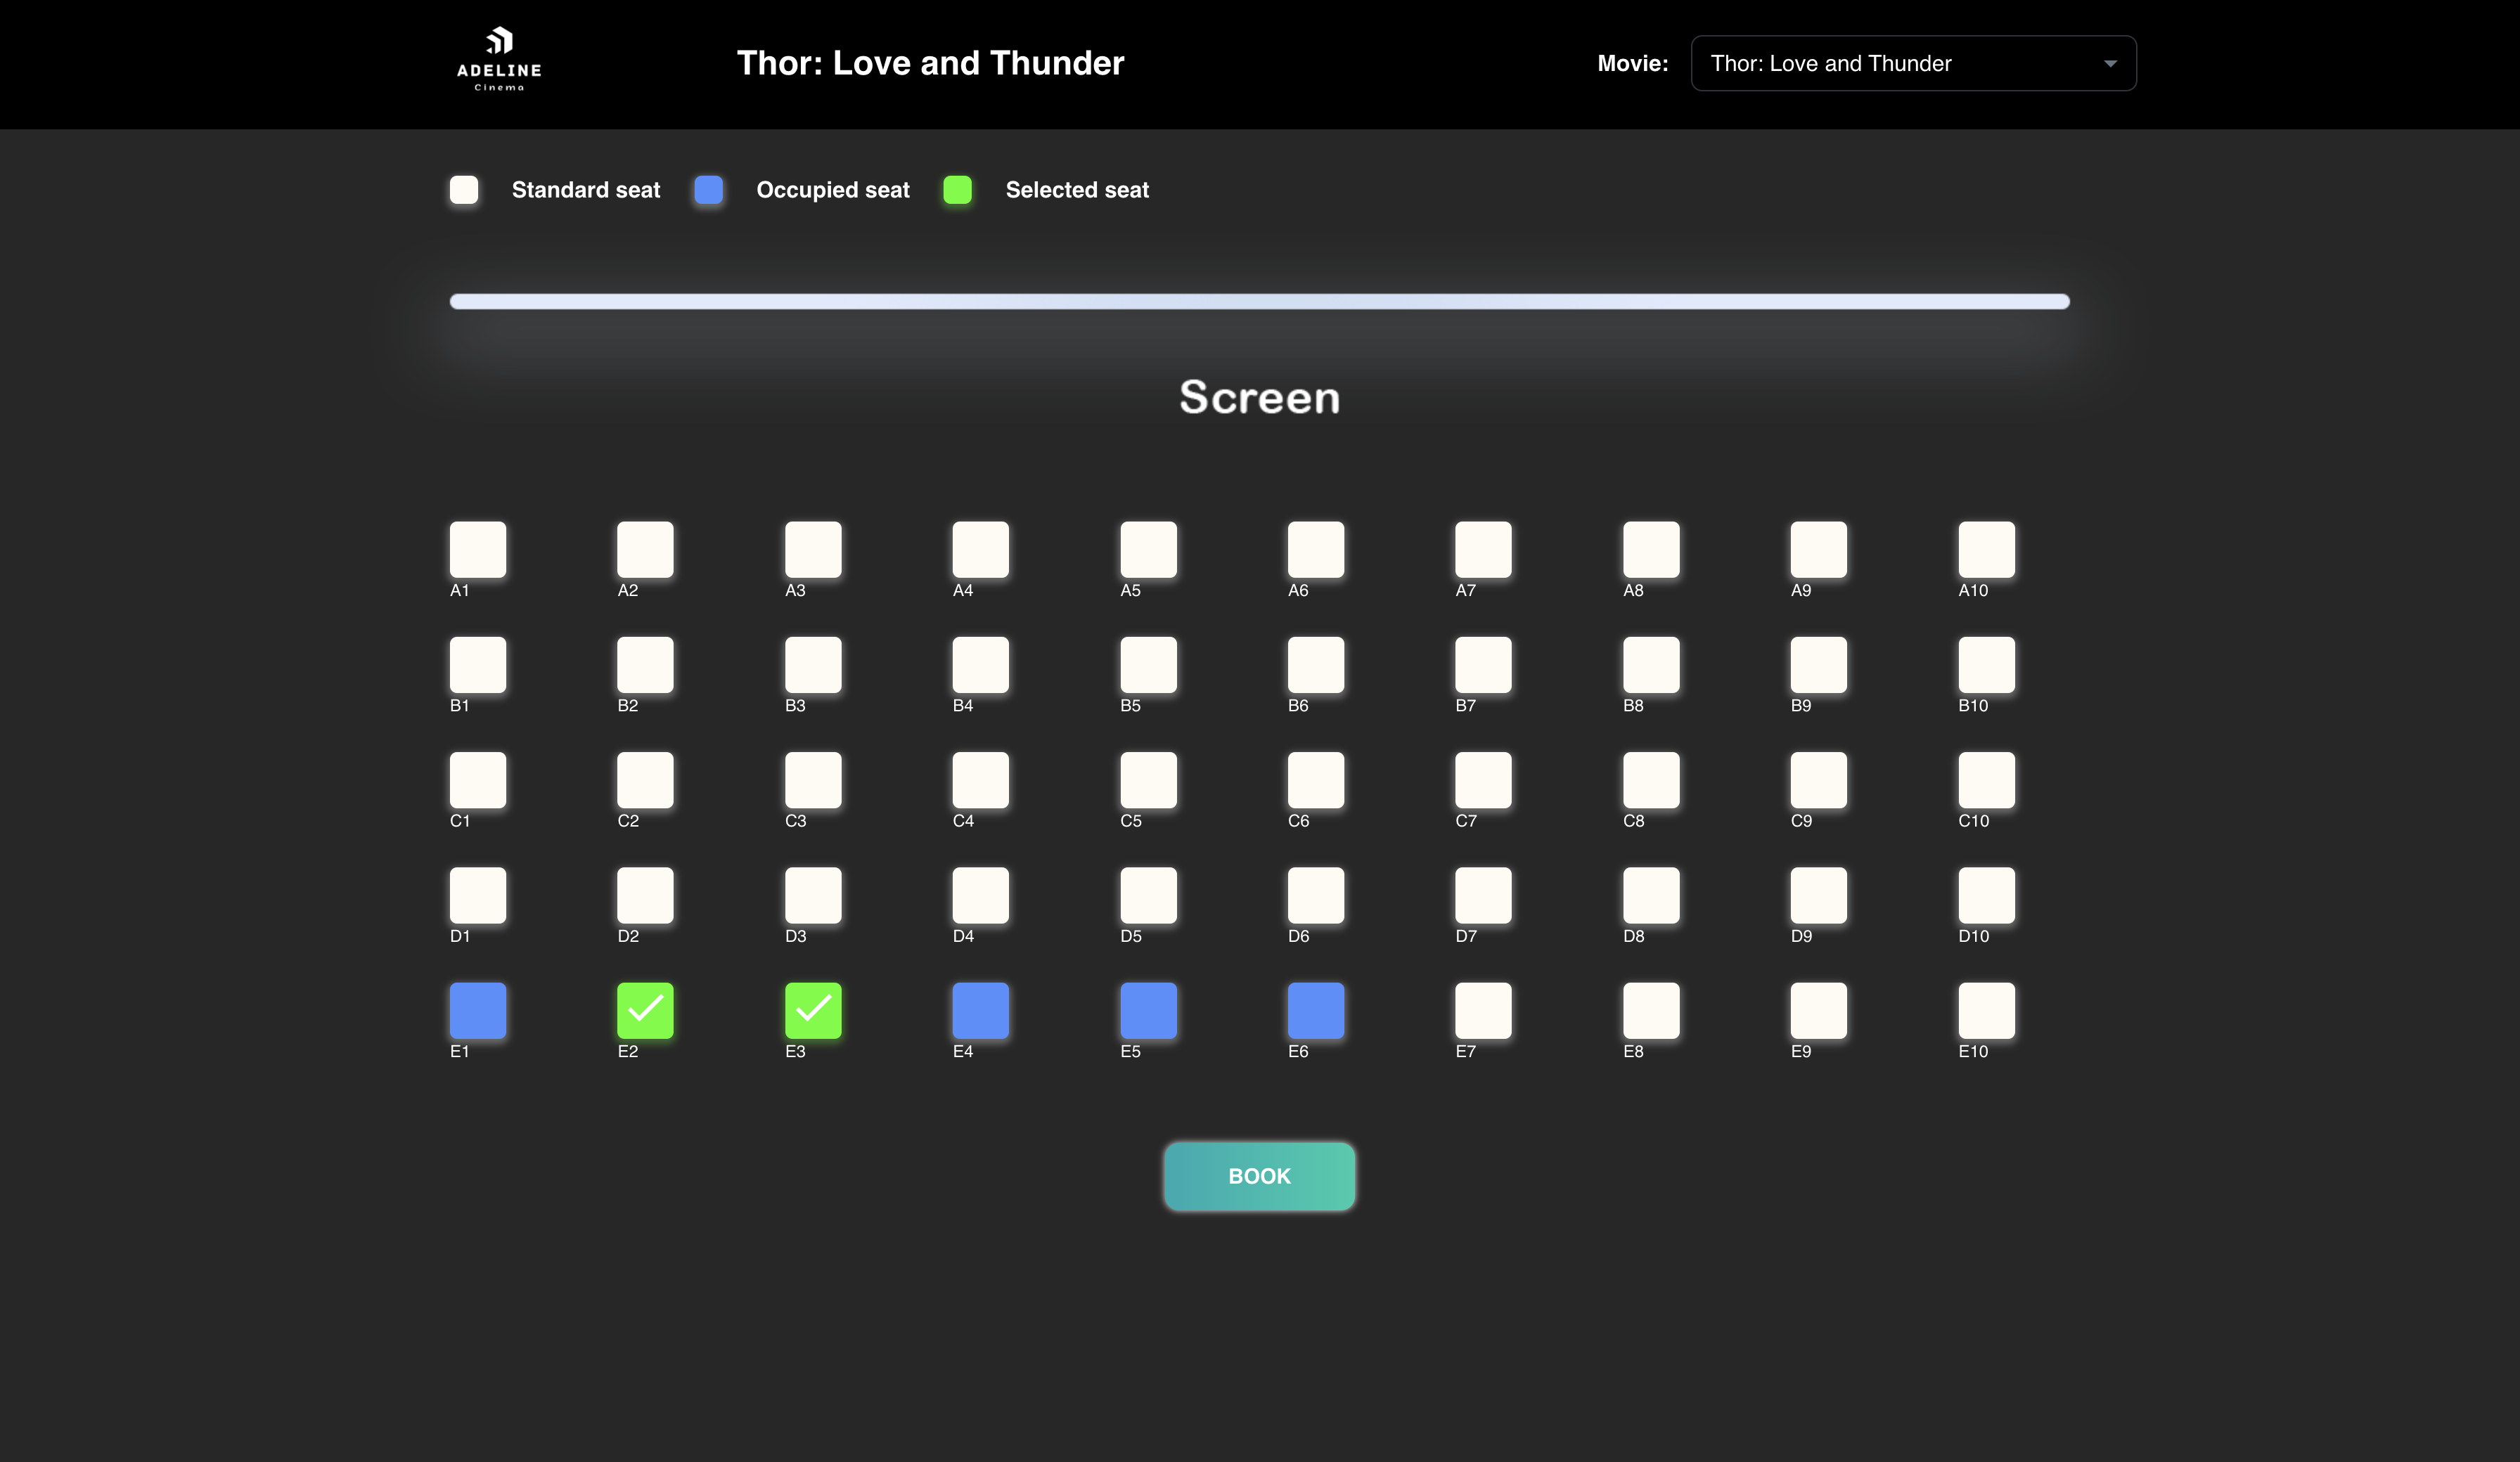 ADELINE
Cinema
Thor: Love and Thunder
Movie:
Thor: Love and Thunder
Standard seat
Occupied seat
Selected seat
Screen
A1 A2 A3 A4 A5 A6 A7 A8 A9 A10
B1 B2 B3 B4 B5 B6 B7 B8 B9 B10
C1 C2 C3 C4 C5 C6 C7 C8 C9 C10
D1 D2 D3 D4 D5 D6 D7 D8 D9 D10
E1 E2 E3 E4 E5 E6 E7 E8 E9 E10
BOOK